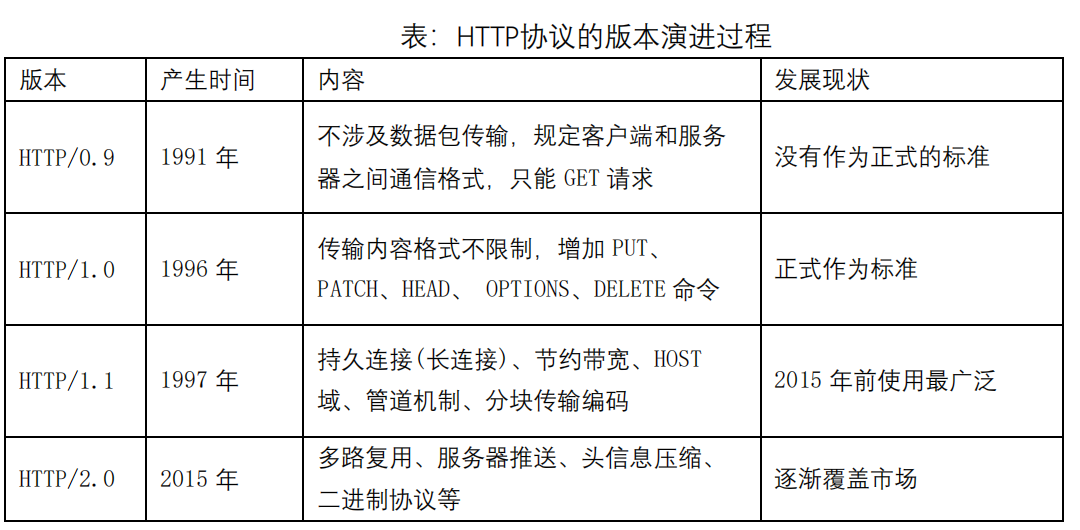 表：HTTP协议的版本演进过程
版本 产生时间 内容 发展现状
HTTP/0.9 1991 年 不涉及数据包传输，规定客户端和服务
器之间通信格式，只能 GET 请求 没有作为正式的标准
HTTP/1.0 1996 年 传输内容格式不限制，增加 PUT、
PATCH、HEAD、 OPTIONS、DELETE 命令 正式作为标准
HTTP/1.1 1997 年 持久连接(长连接)、节约带宽、HOST
域、管道机制、分块传输编码 2015 年前使用最广泛
HTTP/2.0 2015 年 多路复用、服务器推送、头信息压缩、
二进制协议等 逐渐覆盖市场